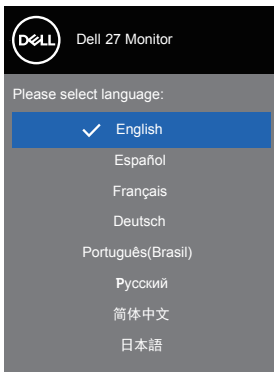 DELL
Dell 27 Monitor
Please select language:
English
Español
Français
Deutsch
Português(Brasil)
Русский
简体中文
日本語